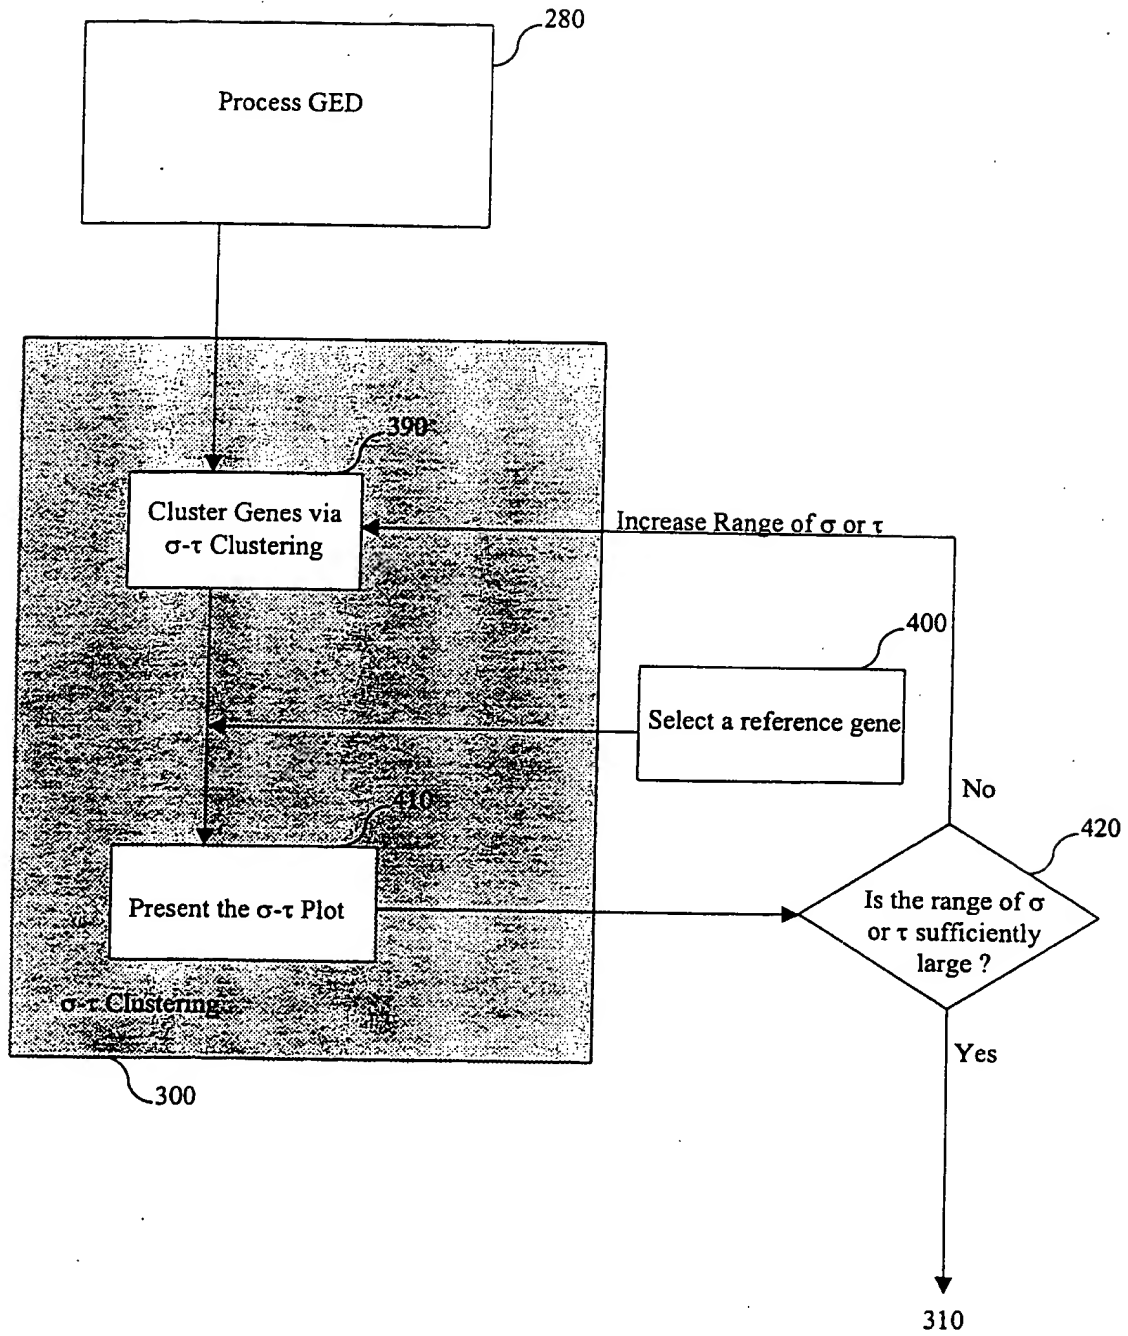 280
Process GED
390
Cluster Genes via
σ-τ Clustering
Increase Range of σ or τ
400
Select a reference gene
No
410
420
Present the σ-τ Plot
Is the range of σ
or τ sufficiently
large ?
σ-τ Clustering
Yes
300
310